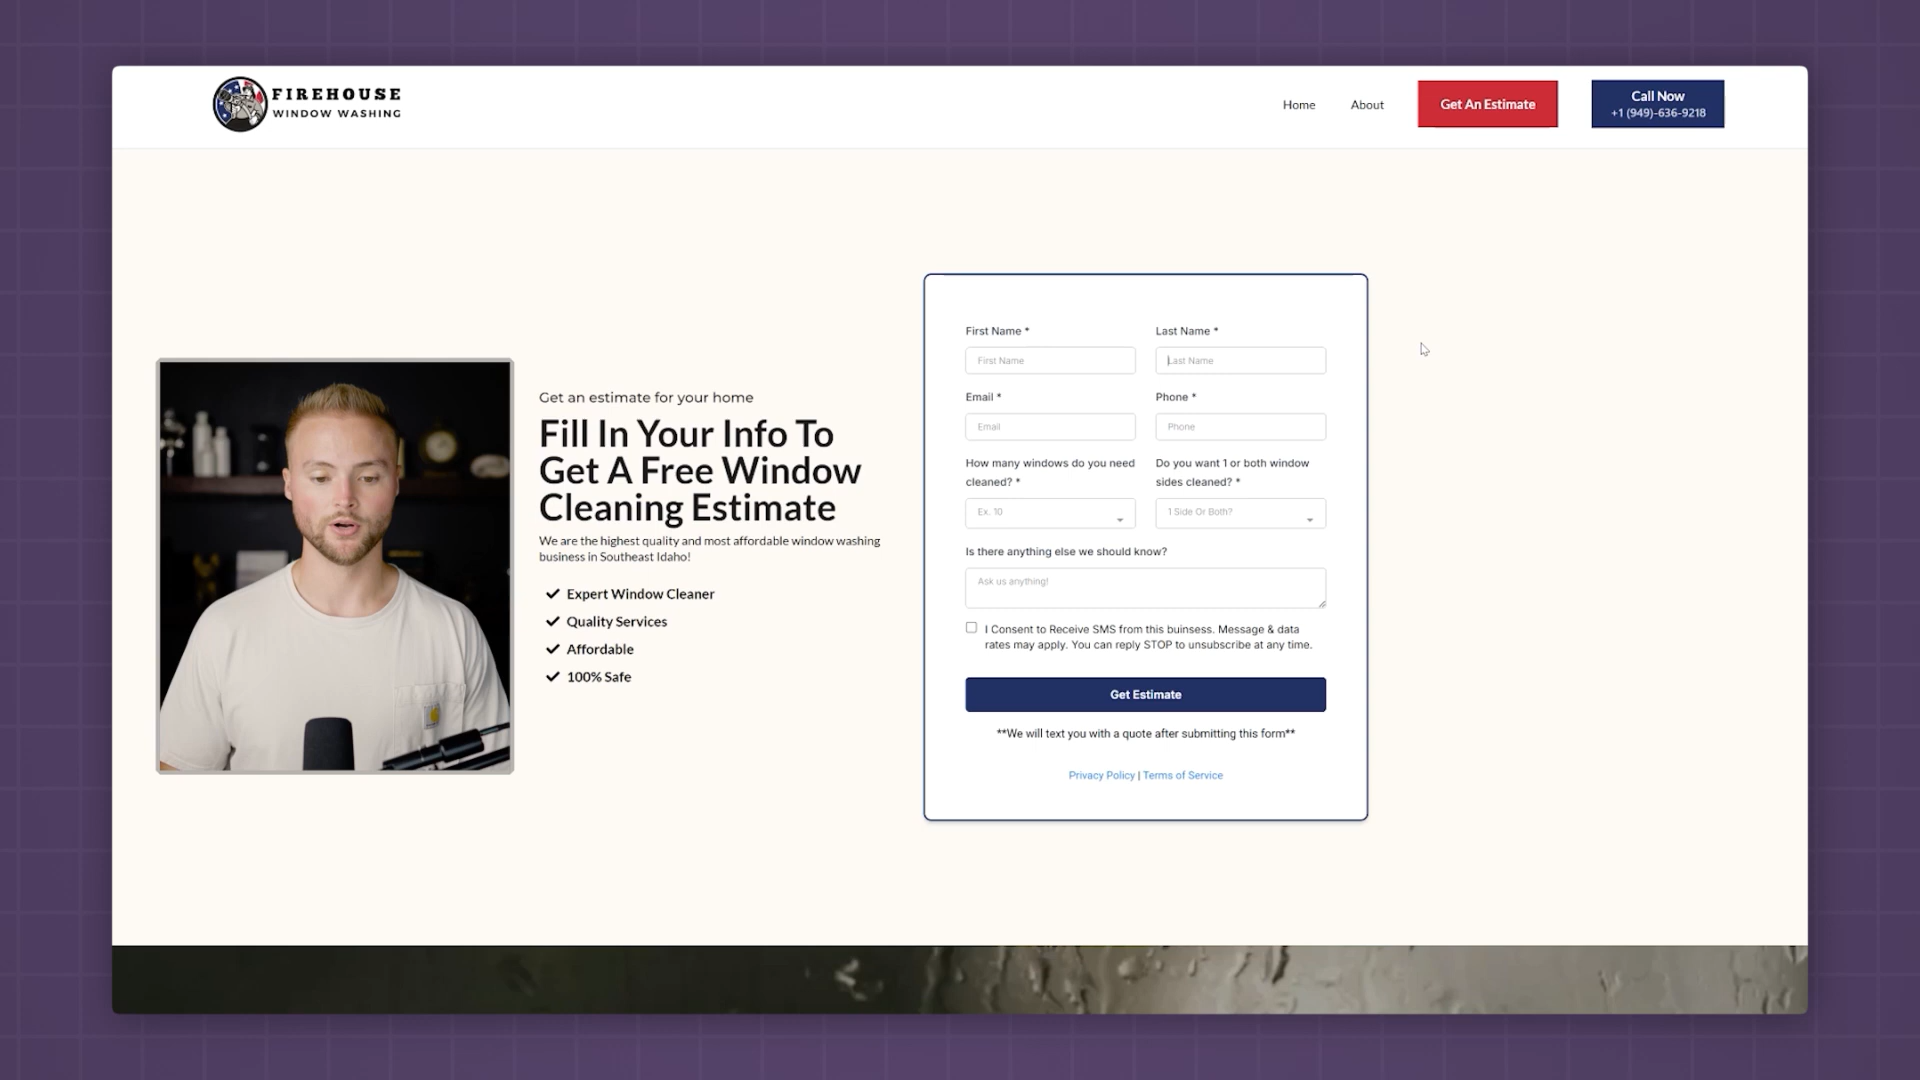 FIREHOUSE
WINDOW WASHING
Home
About
Get An Estimate
Call Now
+1 (949)-636-9218
Get an estimate for your home
Fill In Your Info To
Get A Free Window
Cleaning Estimate
We are the highest quality and most affordable window washing
business in Southeast Idaho!
Expert Window Cleaner
Quality Services
Affordable
100% Safe
First Name *
Last Name *
First Name
Last Name
Email *
Phone *
Email
Phone
How many windows do you need
cleaned? *
Do you want 1 or both window
sides cleaned? *
Ex. 10
1 Side Or Both?
Is there anything else we should know?
Ask us anything!
I Consent to Receive SMS from this buinsess. Message & data
rates may apply. You can reply STOP to unsubscribe at any time.
Get Estimate
**We will text you with a quote after submitting this form**
Privacy Policy | Terms of Service